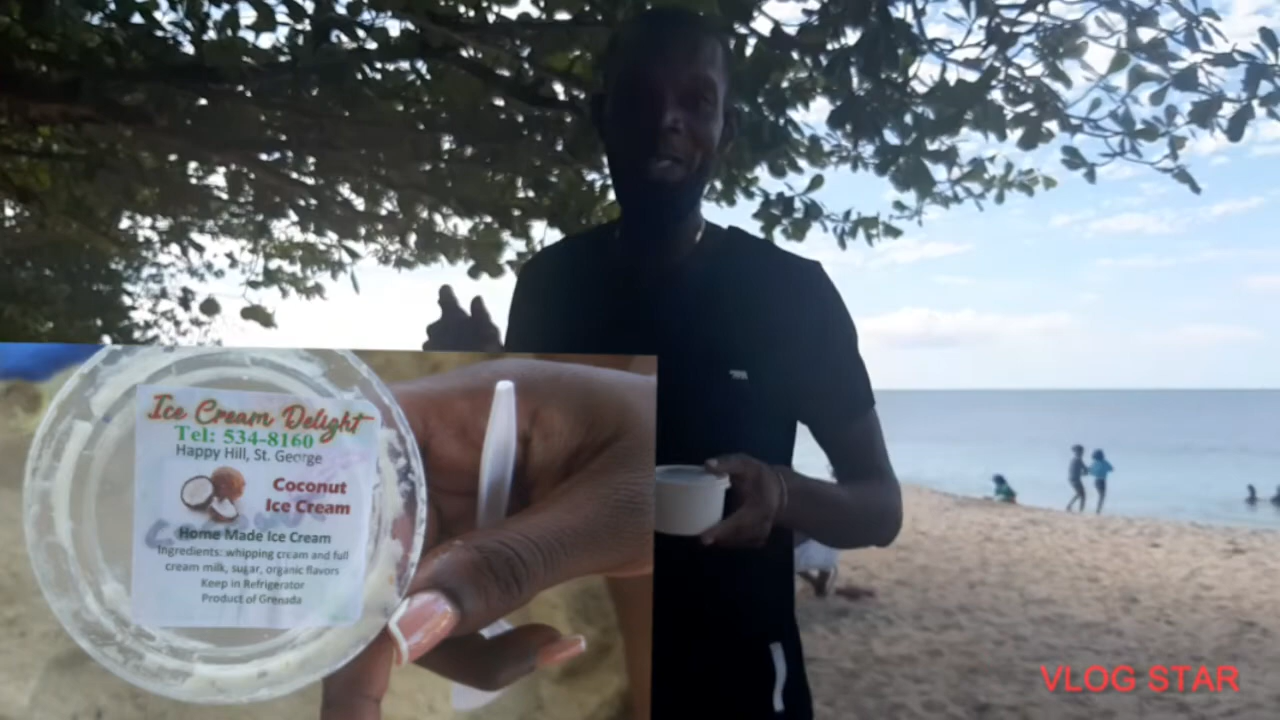 Ice Cream Delight
Tel: 534-8160
Happy Hill, St. George
Coconut
Ice Cream
Home Made Ice Cream
Ingredients: whipping cream and full
cream milk, sugar, organic flavors
Keep in Refrigerator
Product of Grenada
VLOG STAR